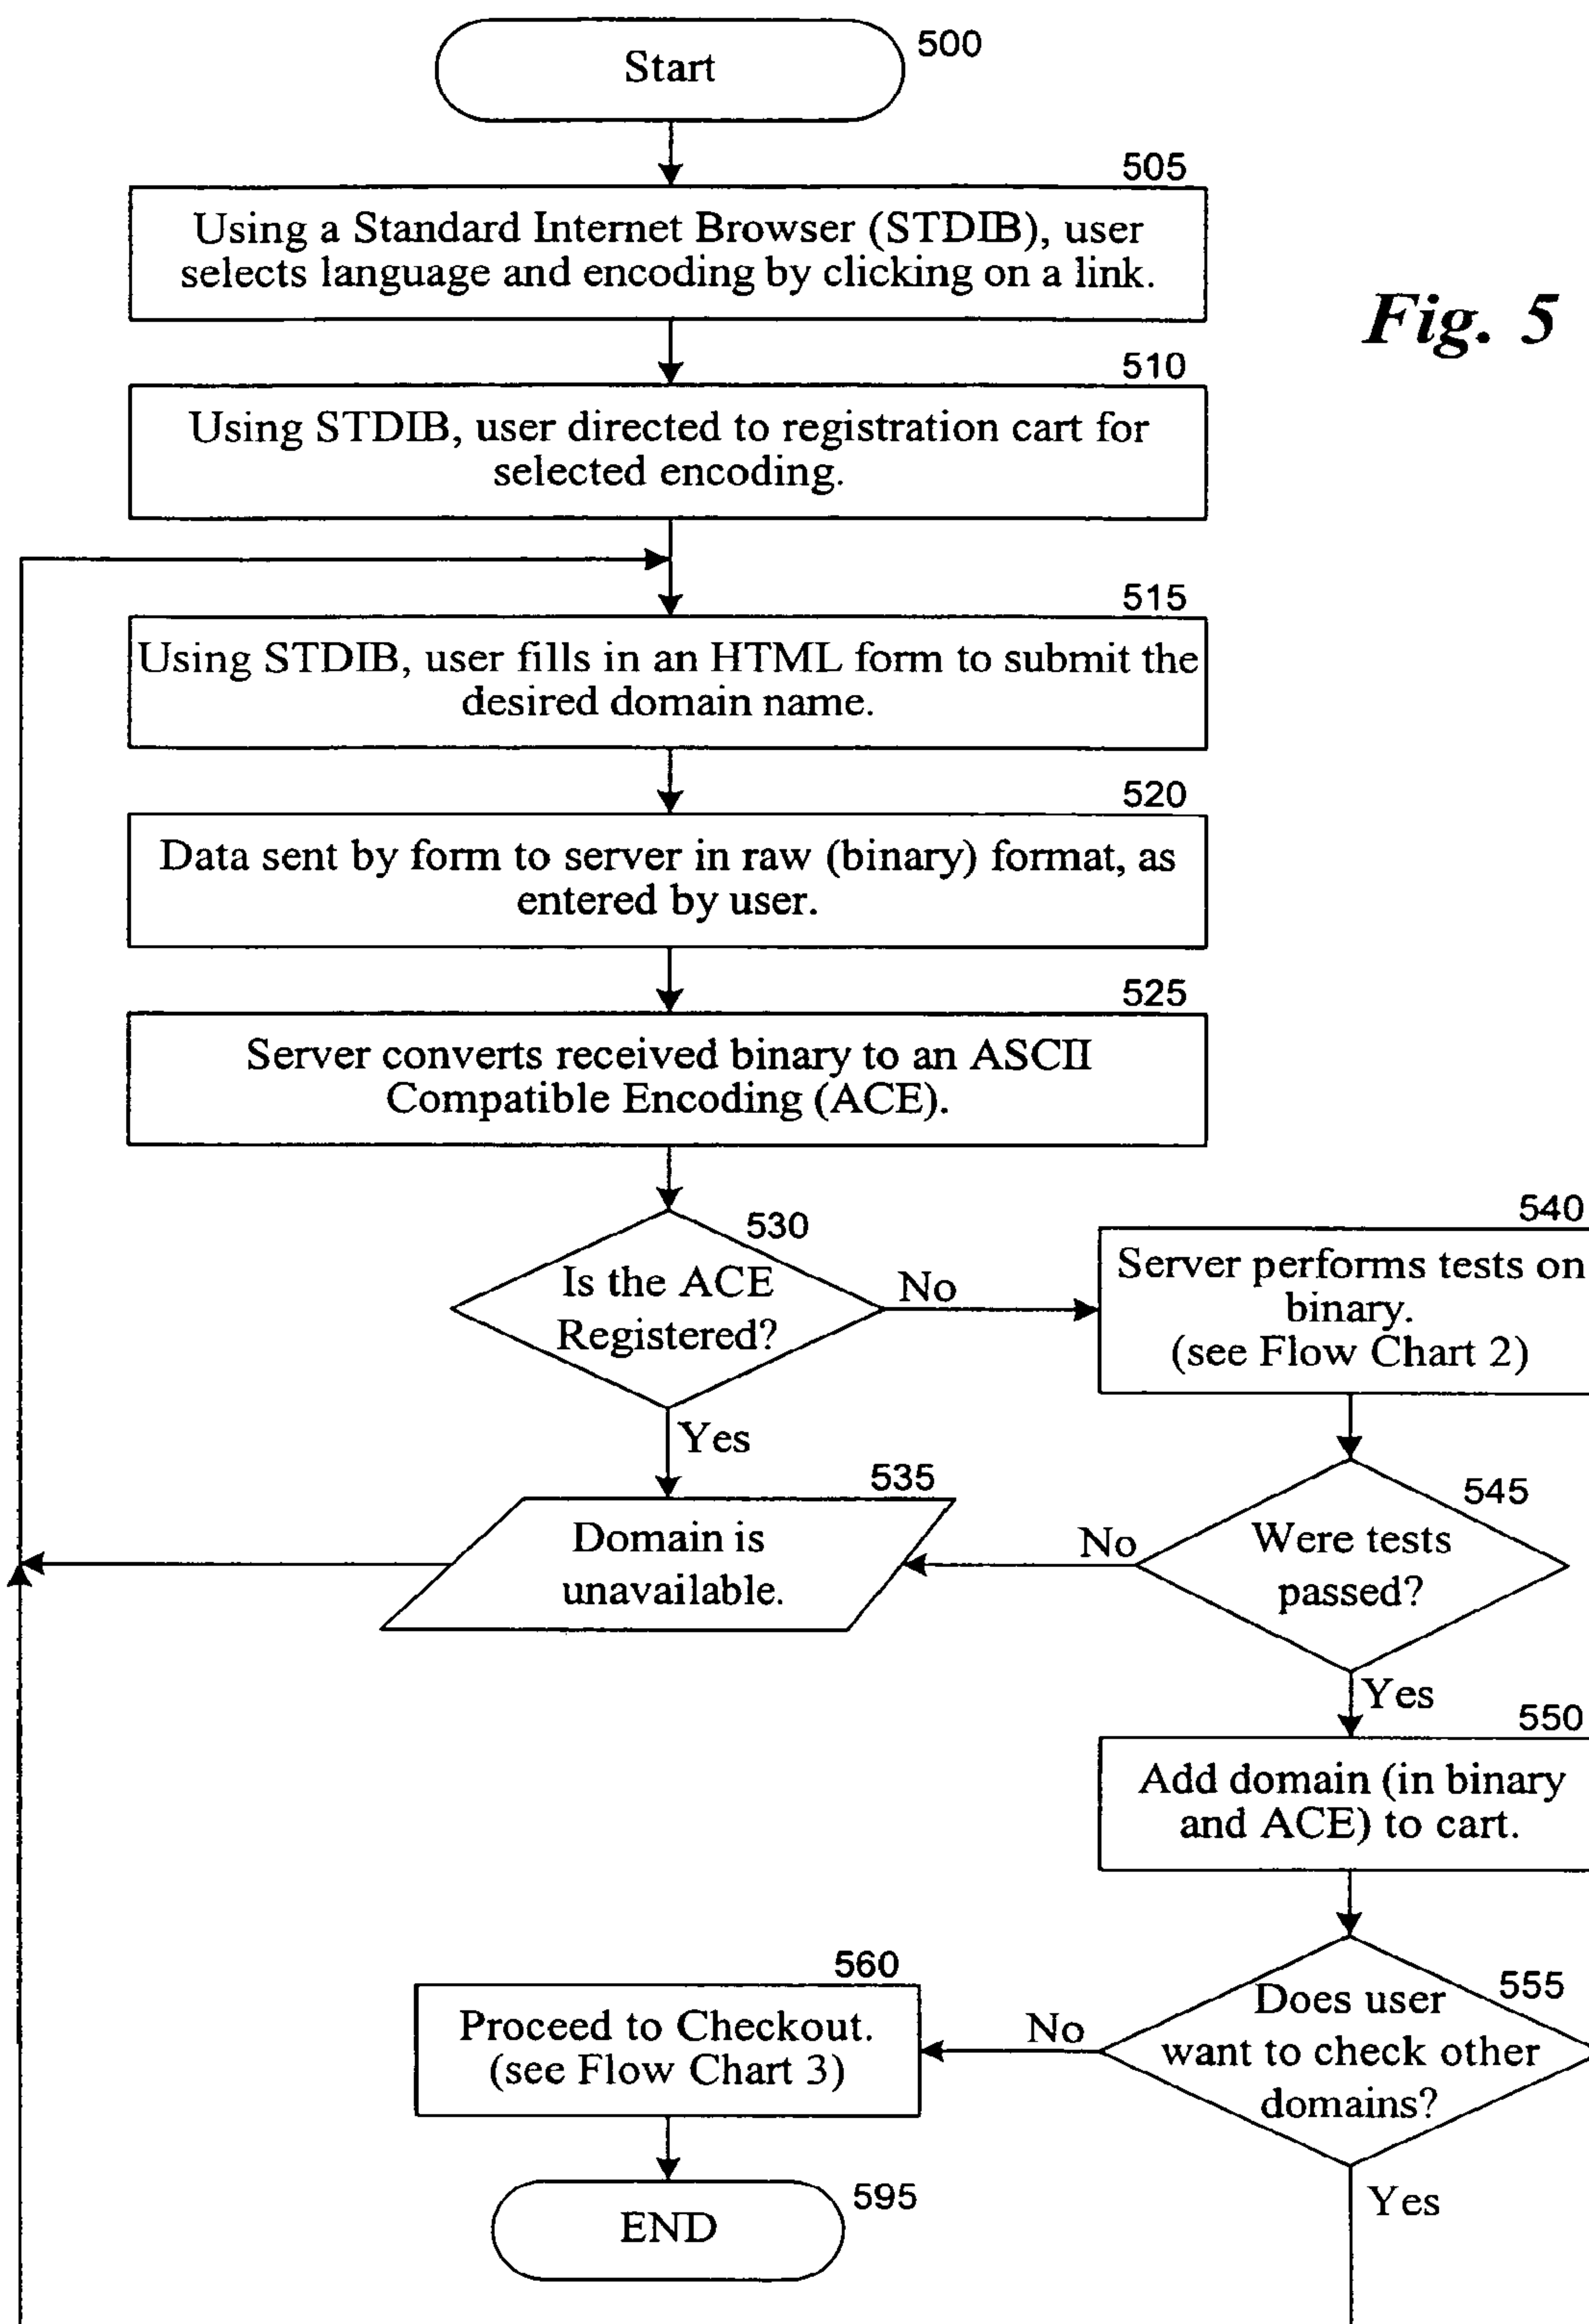 Start
500
505
Using a Standard Internet Browser (STDIB), user
selects language and encoding by clicking on a link.
Fig. 5
510
Using STDIB, user directed to registration cart for
selected encoding.
515
Using STDIB, user fills in an HTML form to submit the
desired domain name.
520
Data sent by form to server in raw (binary) format, as
entered by user.
525
Server converts received binary to an ASCII
Compatible Encoding (ACE).
530
Is the ACE
Registered?
No
540
Server performs tests on
binary.
(see Flow Chart 2)
Yes
535
Domain is
unavailable.
No
545
Were tests
passed?
Yes
550
Add domain (in binary
and ACE) to cart.
555
Does user
want to check other
domains?
No
560
Proceed to Checkout.
(see Flow Chart 3)
Yes
595
END